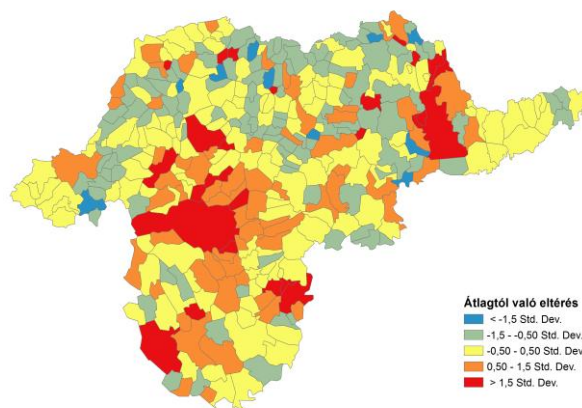 Átlagtól való eltérés
< -1,5 Std. Dev.
-1,5 - -0,50 Std. Dev.
-0,50 - 0,50 Std. Dev.
0,50 - 1,5 Std. Dev.
> 1,5 Std. Dev.